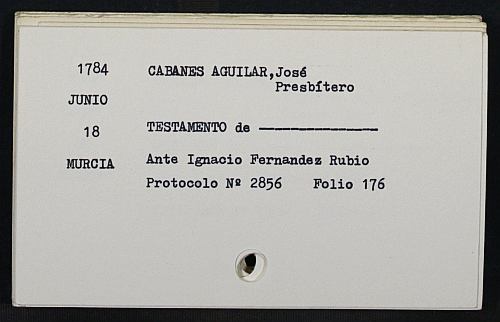 1784 CABANES AGUILAR,José
Presbítero
JUNIO
18 TESTAMENTO de ———————————————
MURCIA Ante Ignacio Fernandez Rubio
Protocolo Nº 2856 Folio 176